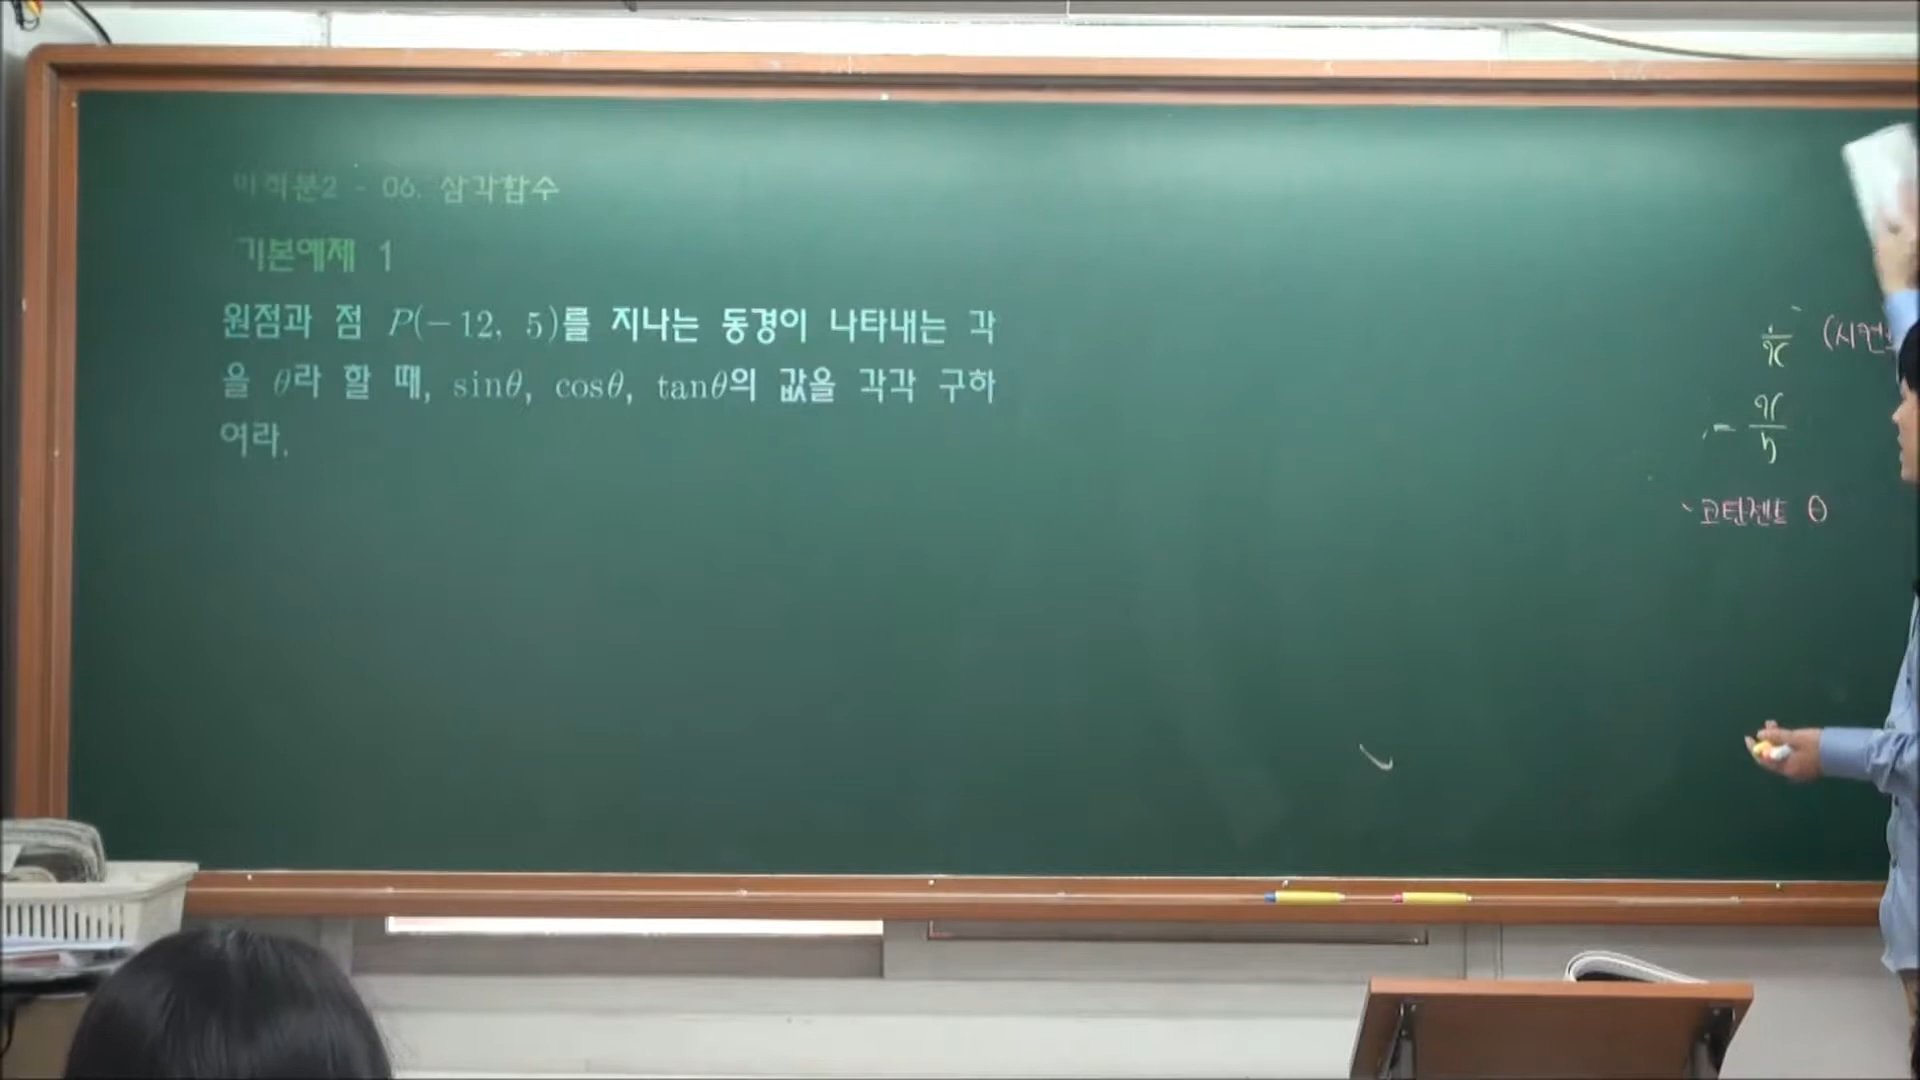 미적분2 - 06. 삼각함수
기본예제 1
원점과 점 P(-12, 5)를 지나는 동경이 나타내는 각
을 θ라 할 때, sinθ, cosθ, tanθ의 값을 각각 구하
여라.
x
x
y
코탄젠트 θ